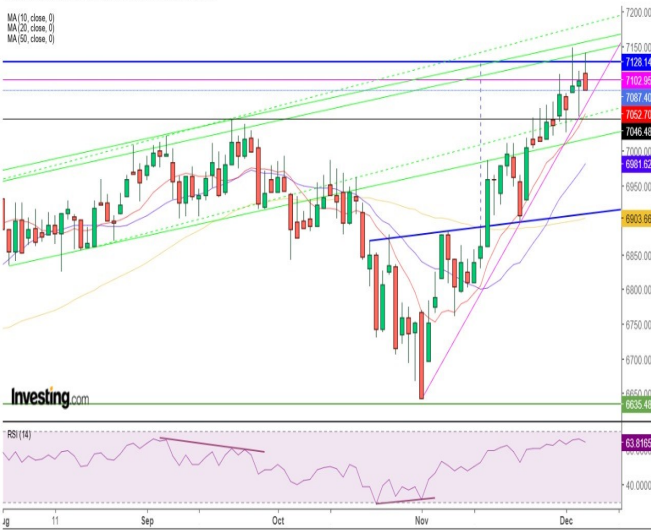 MA (10, close, 0)
MA (20, close, 0)
MA (50, close, 0)
7200.00
7150.00
7128.14
7102.95
7087.40
7052.70
7046.48
7000.00
6981.62
6950.00
6903.66
6850.00
6800.00
6750.00
6700.00
6650.00
6635.48
Investing.com
RSI (14)
63.8165
40.0000
11
Sep
Oct
Nov
Dec